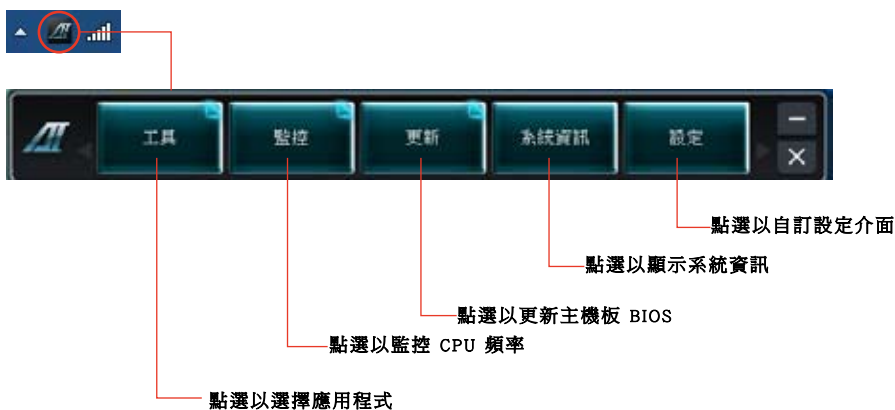 工具
監控
更新
系統資訊
設定
點選以自訂設定介面
點選以顯示系統資訊
點選以更新主機板 BIOS
點選以監控 CPU 頻率
點選以選擇應用程式